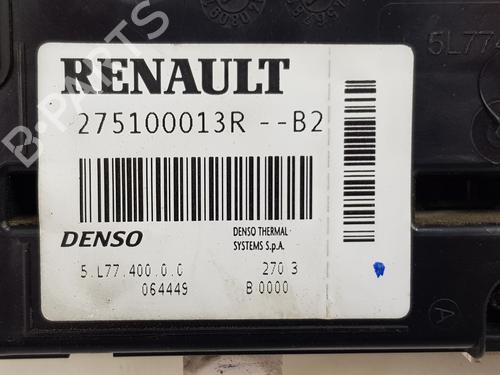 B-PARTS
5L77
RENAULT
275100013R --B2
DENSO
DENSO THERMAL
SYSTEMS S.p.A.
5.L77.400.0.0
270 3
064449
B 0000
A